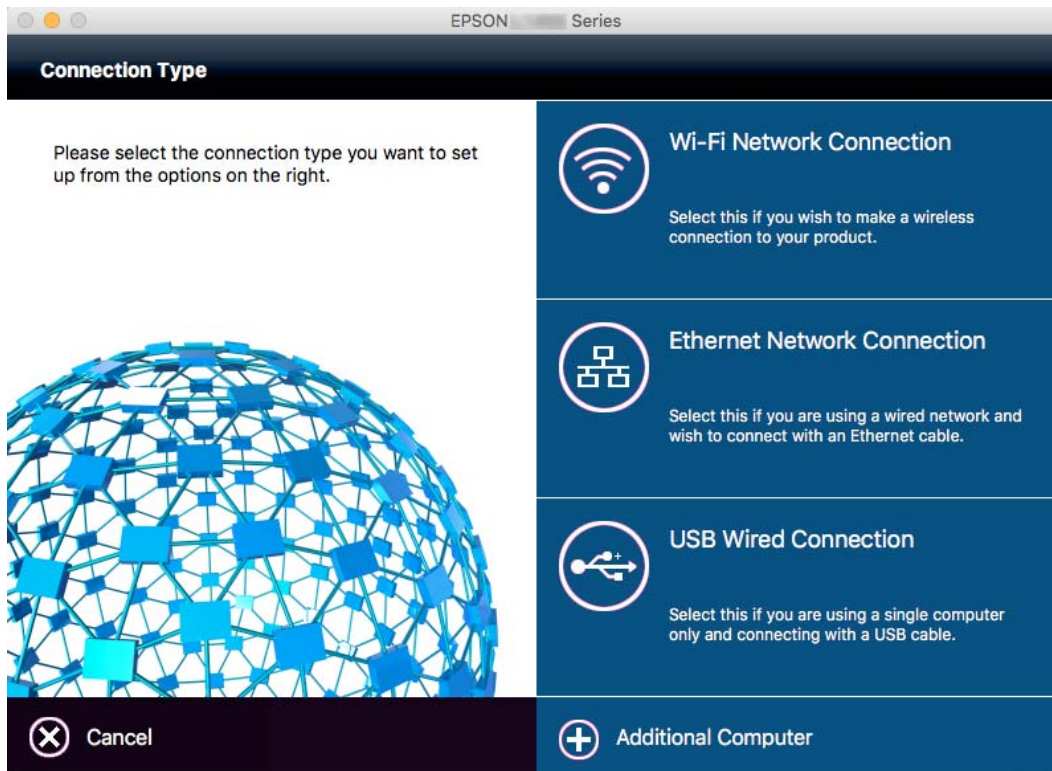 EPSON Series
Connection Type
Please select the connection type you want to set
up from the options on the right.
Wi-Fi Network Connection
Select this if you wish to make a wireless
connection to your product.
Ethernet Network Connection
Select this if you are using a wired network and
wish to connect with an Ethernet cable.
USB Wired Connection
Select this if you are using a single computer
only and connecting with a USB cable.
Cancel
Additional Computer